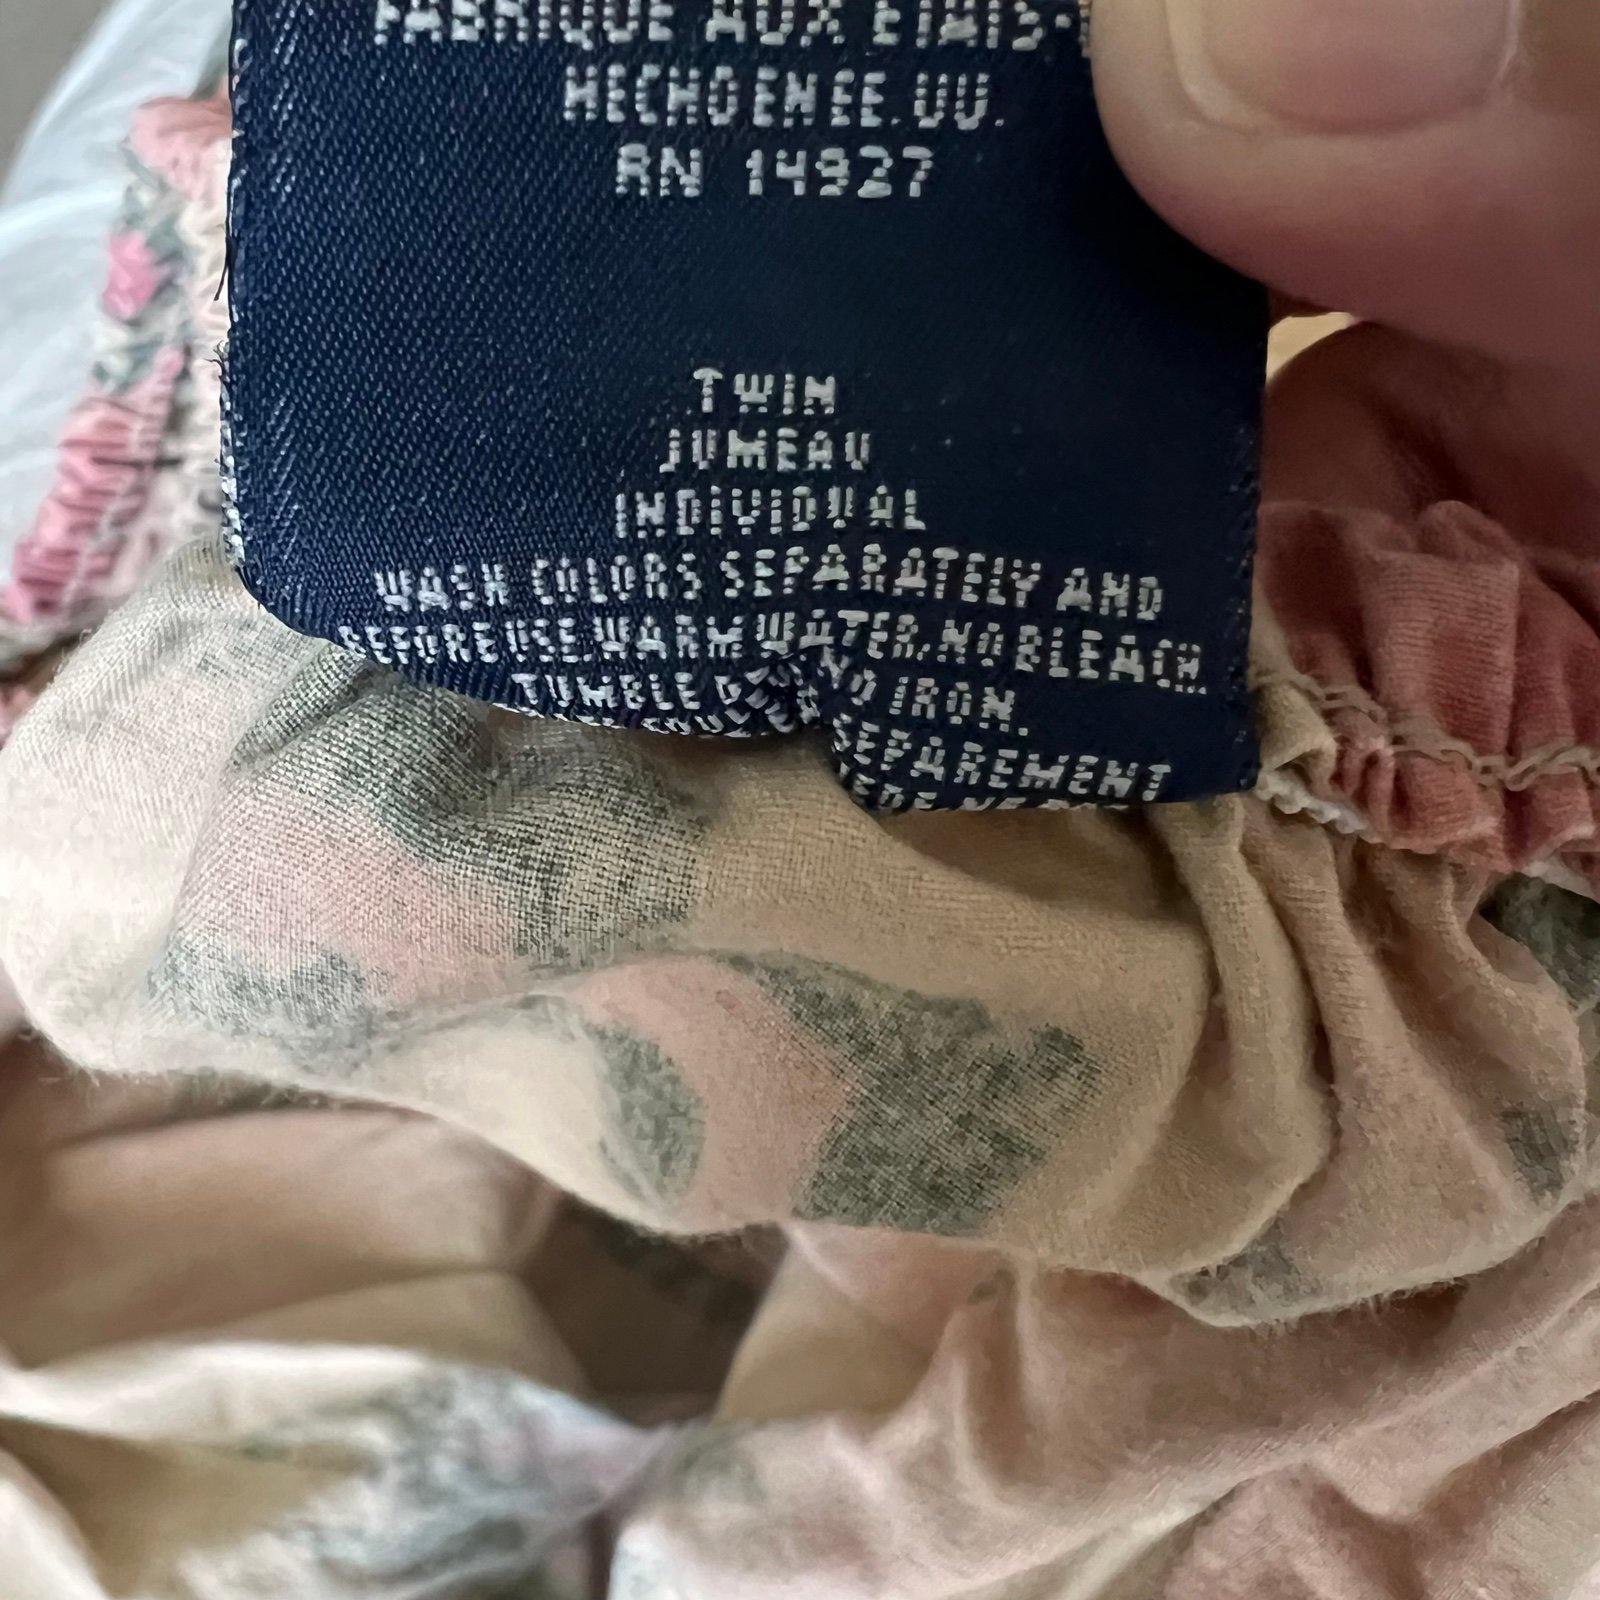 FABRIQUE AUX ETATS-
HECHO EN EE.UU.
RN 14927
TWIN
JUMEAU
INDIVIDUAL
WASH COLORS SEPARATELY AND
BEFORE USE, WARM WATER, NO BLEACH.
TUMBLE NO IRON.
SEPAREMENT